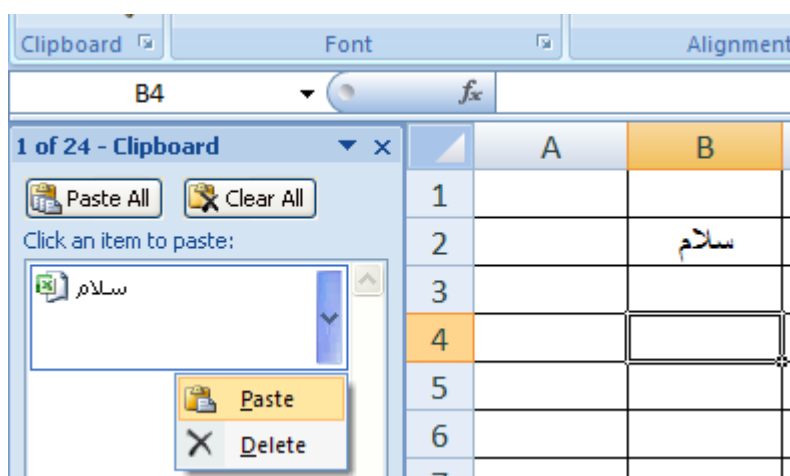 Clipboard Font Alignment
B4 fx
1 of 24 - Clipboard
Paste All Clear All
Click an item to paste:
سلام
Paste
Delete
A B
1
2 سلام
3
4
5
6